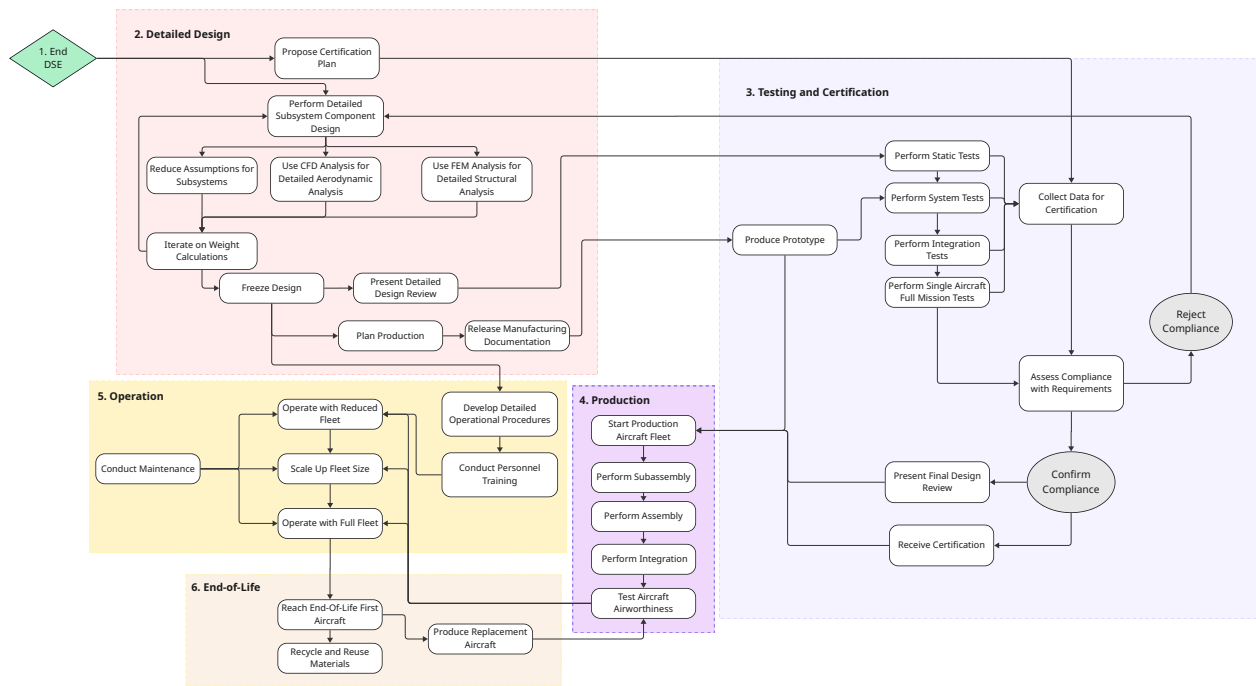 1. End
DSE
2. Detailed Design
Propose Certification
Plan
Perform Detailed
Subsystem Component
Design
Reduce Assumptions for
Subsystems
Use CFD Analysis for
Detailed Aerodynamic
Analysis
Use FEM Analysis for
Detailed Structural
Analysis
Iterate on Weight
Calculations
Freeze Design
Present Detailed
Design Review
Plan Production
Release Manufacturing
Documentation
3. Testing and Certification
Perform Static Tests
Perform System Tests
Collect Data for
Certification
Produce Prototype
Perform Integration
Tests
Perform Single Aircraft
Full Mission Tests
Reject
Compliance
Assess Compliance
with Requirements
Confirm
Compliance
Present Final Design
Review
Receive Certification
4. Production
Start Production
Aircraft Fleet
Perform Subassembly
Perform Assembly
Perform Integration
Test Aircraft
Airworthiness
5. Operation
Operate with Reduced
Fleet
Develop Detailed
Operational Procedures
Conduct Maintenance
Scale Up Fleet Size
Conduct Personnel
Training
Operate with Full Fleet
6. End-of-Life
Reach End-Of-Life First
Aircraft
Produce Replacement
Aircraft
Recycle and Reuse
Materials